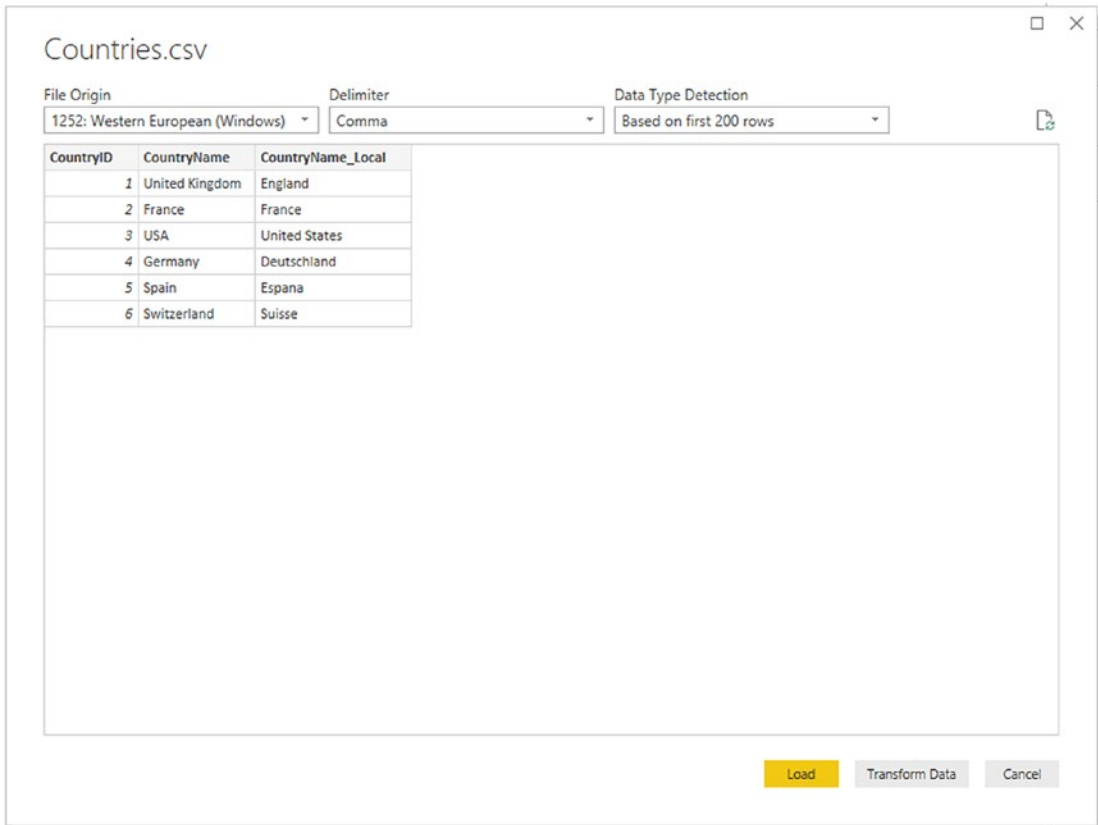 Countries.csv
File Origin Delimiter Data Type Detection
1252: Western European (Windows) Comma Based on first 200 rows
CountryID CountryName CountryName_Local
1 United Kingdom England
2 France France
3 USA United States
4 Germany Deutschland
5 Spain Espana
6 Switzerland Suisse
Load Transform Data Cancel